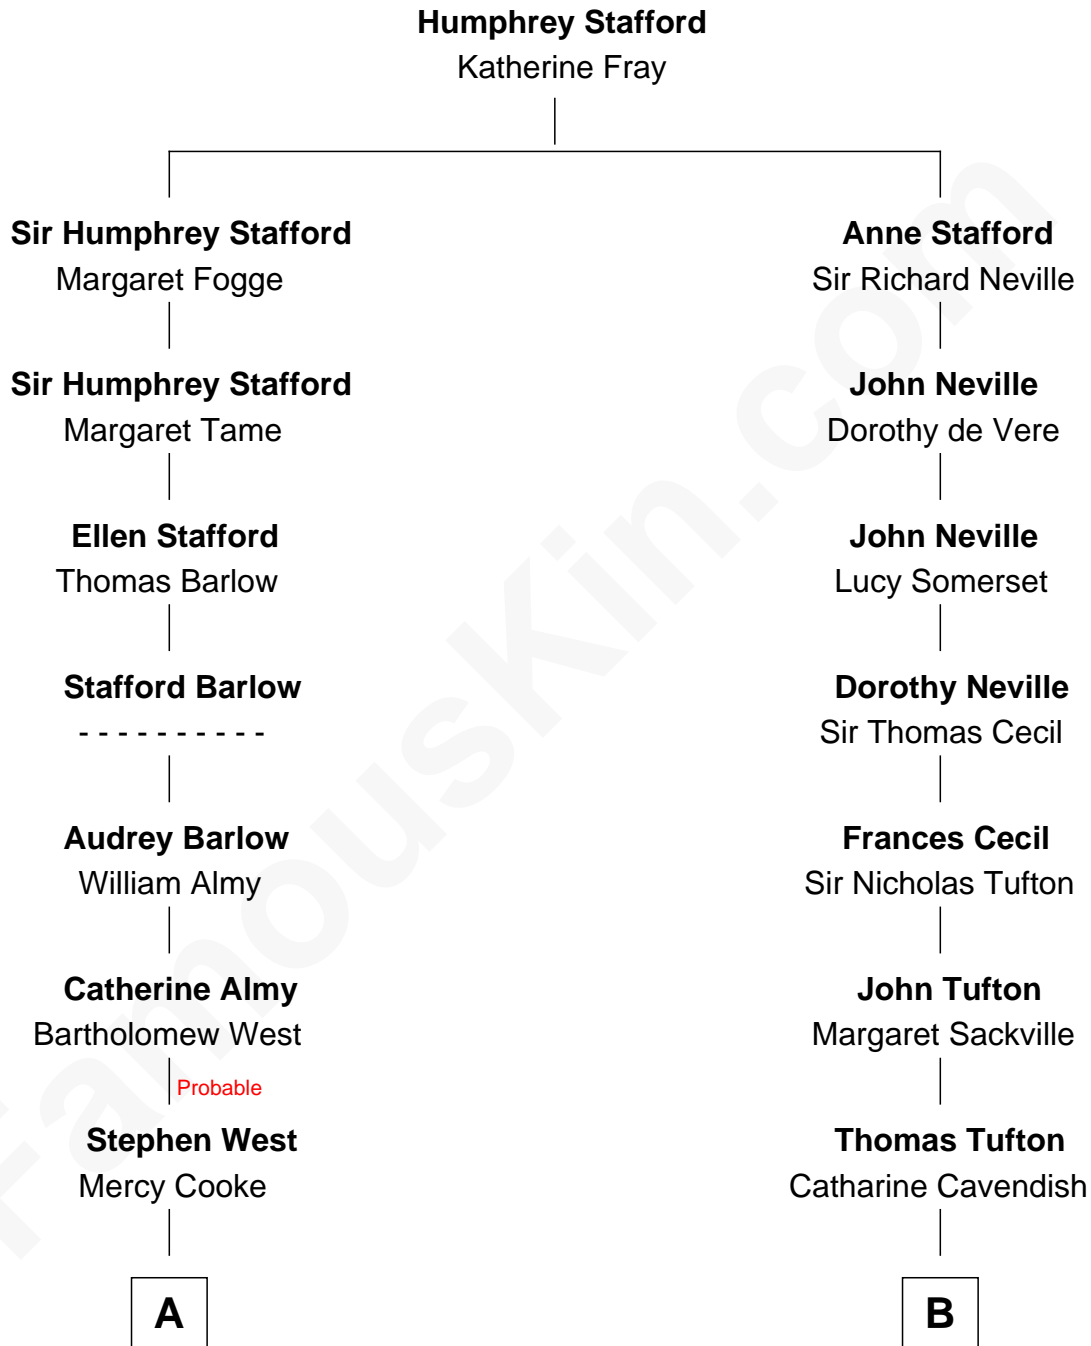 Humphrey Stafford
Katherine Fray
Sir Humphrey Stafford
Margaret Fogge
Anne Stafford
Sir Richard Neville
Sir Humphrey Stafford
Margaret Tame
John Neville
Dorothy de Vere
Ellen Stafford
Thomas Barlow
John Neville
Lucy Somerset
Stafford Barlow
- - - - - - - - - -
Dorothy Neville
Sir Thomas Cecil
Audrey Barlow
William Almy
Frances Cecil
Sir Nicholas Tufton
Catherine Almy
Bartholomew West
Probable
John Tufton
Margaret Sackville
Stephen West
Mercy Cooke
Thomas Tufton
Catharine Cavendish
A
B
FamousKin.com